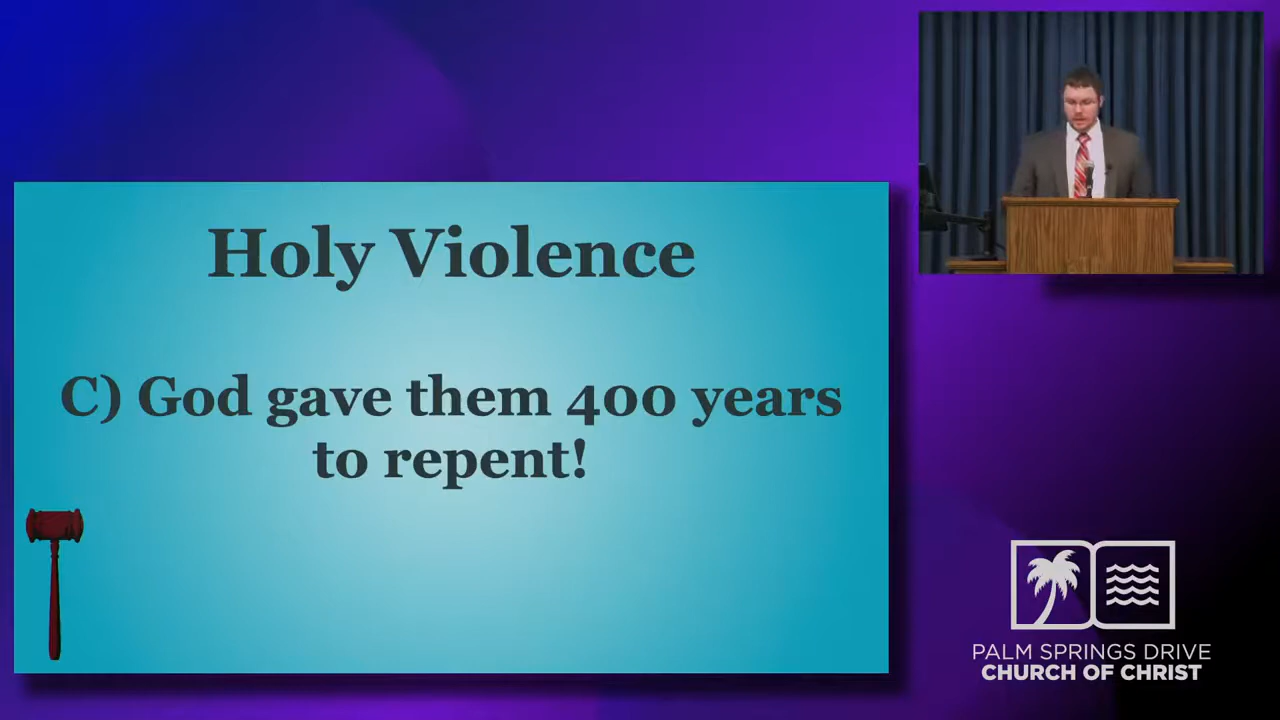 Holy Violence
C) God gave them 400 years
to repent!
PALM SPRINGS DRIVE
CHURCH OF CHRIST